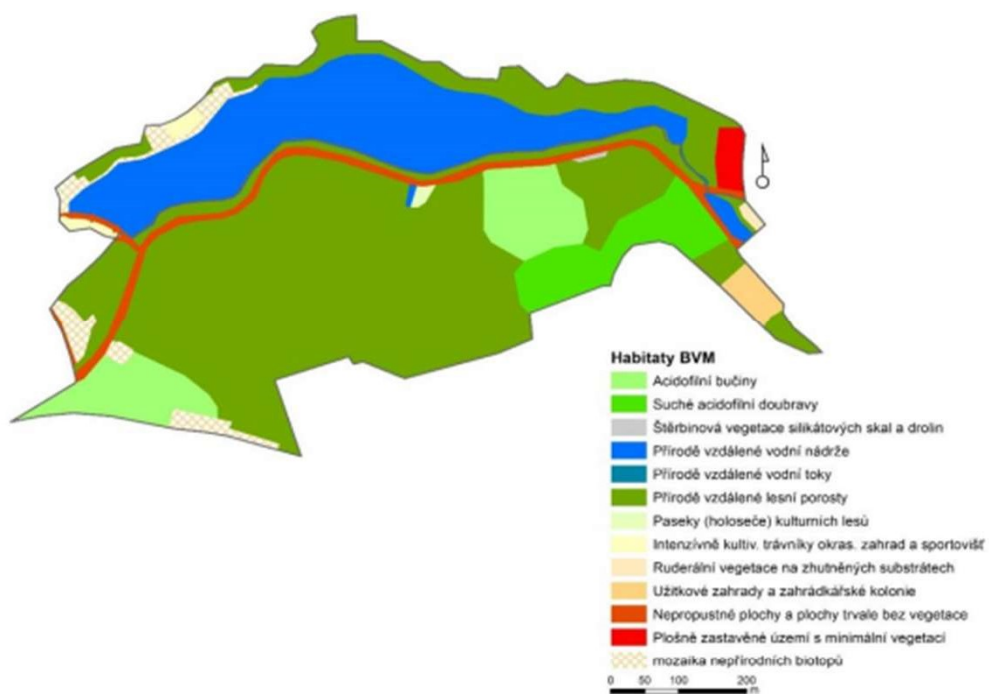 Habitaty BVM
Acidofilní bučiny
Suché acidofilní doubravy
Štěrbinová vegetace silikátových skal a drolin
Přírodě vzdálené vodní nádrže
Přírodě vzdálené vodní toky
Přírodě vzdálené lesní porosty
Paseky (holoseče) kulturních lesů
Intenzívně kultiv. trávníky okras. zahrad a sportovišť
Ruderální vegetace na zhutněných substrátech
Užitkové zahrady a zahrádkářské kolonie
Nepropustné plochy a plochy trvale bez vegetace
Plošně zastavěné území s minimální vegetací
mozaika nepřírodních biotopů
0 50 100 200
m